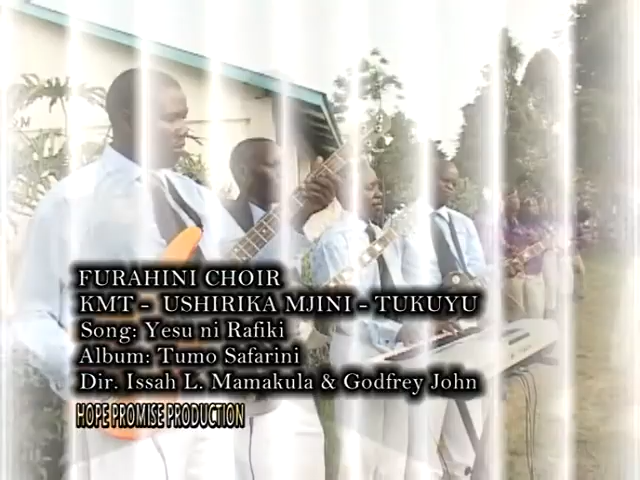 FURAHINI CHOIR
KMT - USHIRIKA MJINI - TUKUYU
Song: Yesu ni Rafiki
Album: Tumo Safarini
Dir. Issah L. Mamakula & Godfrey John
HOPE PROMISE PRODUCTION